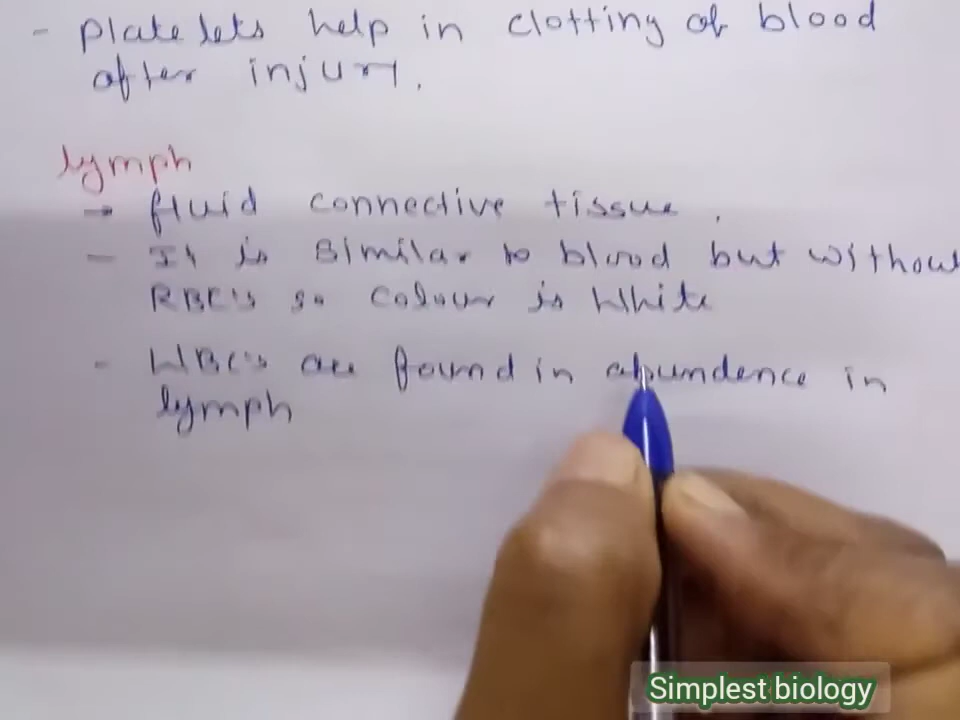 - Platelets help in clotting of blood
after injury.
lymph
- fluid connective tissue.
- It is similar to blood but without
RBC's so colour is white
- WBC's are found in abundence in
lymph
Simplest biology